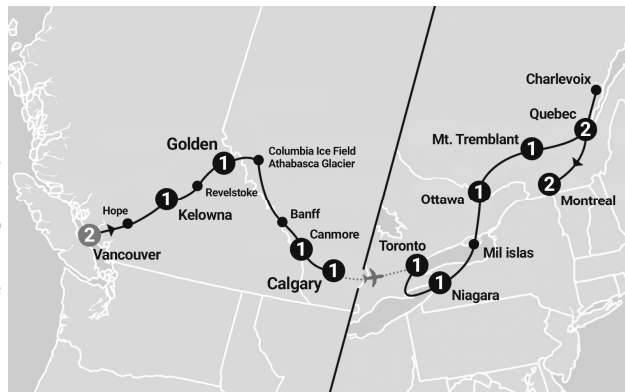 Charlevoix
Quebec
2
Mt. Tremblant
1
Golden
1
Columbia Ice Field
Athabasca Glacier
Revelstoke
Ottawa
1
2
Montreal
Hope
1
Kelowna
2
Vancouver
Banff
Canmore
1
Calgary
1
Toronto
1
Mil islas
1
Niagara